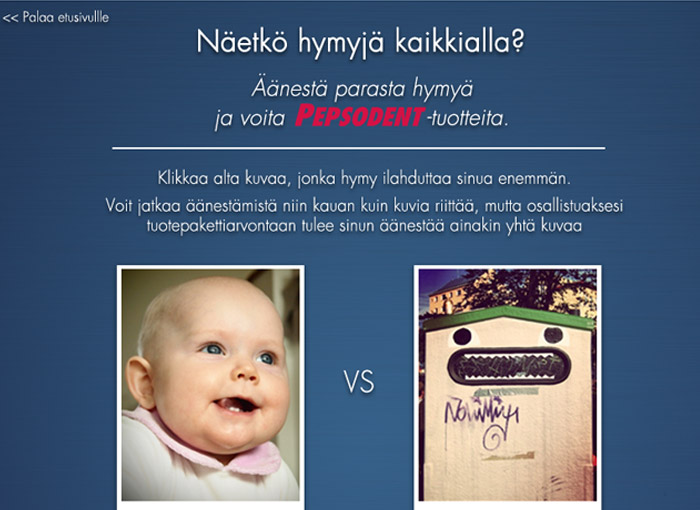 << Palaa etusivullle
Näetkö hymyjä kaikkialla?
Äänestä parasta hymyä
ja voita PEPSODENT-tuotteita.
Klikkaa alta kuvaa, jonka hymy ilahduttaa sinua enemmän.
Voit jatkaa äänestämistä niin kauan kuin kuvia riittää, mutta osallistuaksesi
tuotepakettiarvontaan tulee sinun äänestää ainakin yhtä kuvaa
VS